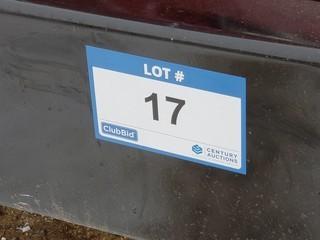 LOT #
17
ClubBid
CENTURY
AUCTIONS